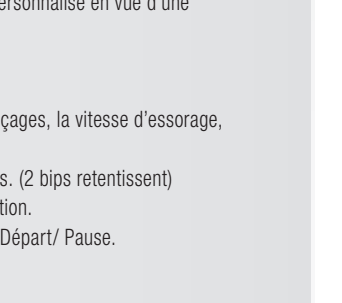 ersonnalisé en vue d'une
çages, la vitesse d'essorage,
s. (2 bips retentissent)
tion.
Départ/ Pause.